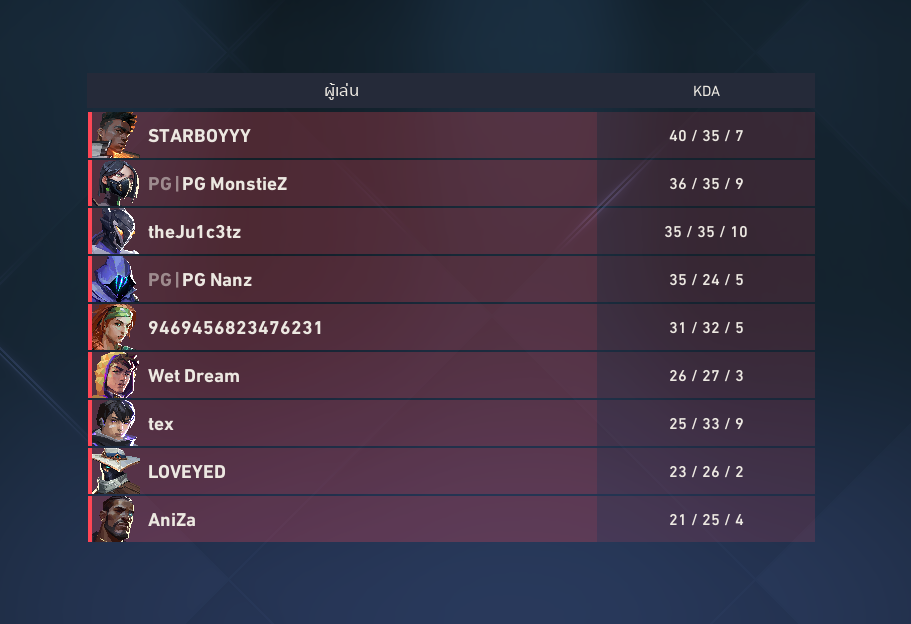 ผู้เล่น KDA
STARBOYYY 40 / 35 / 7
PG|PG MonstieZ 36 / 35 / 9
theJu1c3tz 35 / 35 / 10
PG|PG Nanz 35 / 24 / 5
9469456823476231 31 / 32 / 5
Wet Dream 26 / 27 / 3
tex 25 / 33 / 9
LOVEYED 23 / 26 / 2
AniZa 21 / 25 / 4